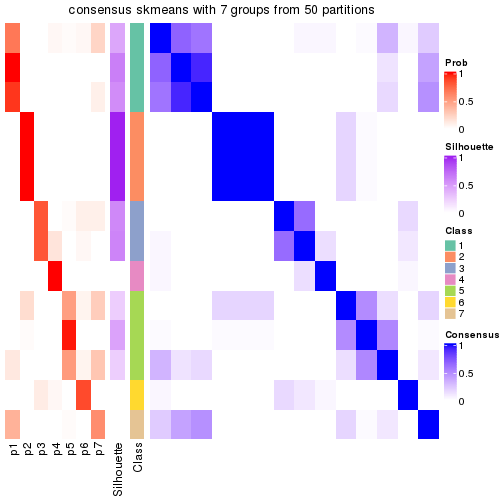 consensus skmeans with 7 groups from 50 partitions
Prob
1
0.5
0
Silhouette
1
0.5
0
Class
1
2
3
4
5
6
7
Consensus
1
0.5
0
p1
p2
p3
p4
p5
p6
p7
Silhouette
Class